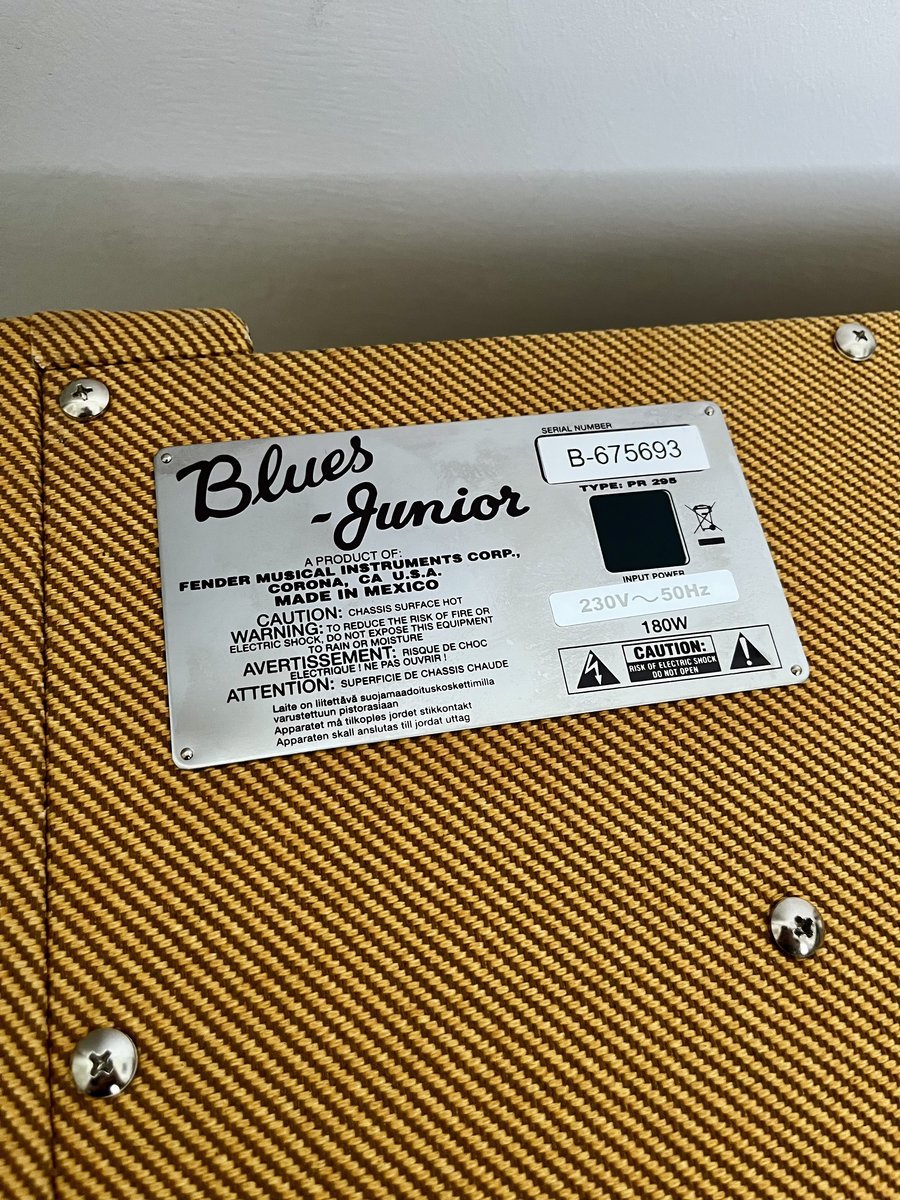 Blues
-Junior
A PRODUCT OF:
FENDER MUSICAL INSTRUMENTS CORP.,
CORONA, CA U.S.A.
MADE IN MEXICO
CAUTION: CHASSIS SURFACE HOT
WARNING: TO REDUCE THE RISK OF FIRE OR
ELECTRIC SHOCK, DO NOT EXPOSE THIS EQUIPMENT
TO RAIN OR MOISTURE
AVERTISSEMENT: RISQUE DE CHOC
ELECTRIQUE ! NE PAS OUVRIR !
ATTENTION: SUPERFICIE DE CHASSIS CHAUDE
Laite on liitettävä suojamaadoituskoskettimilla
varustettuun pistorasiaan
Apparatet må tilkoples jordet stikkontakt
Apparaten skall anslutas till jordat uttag
SERIAL NUMBER
B-675693
TYPE: PR 295
INPUT POWER
230V～50Hz
180W
CAUTION:
RISK OF ELECTRIC SHOCK
DO NOT OPEN